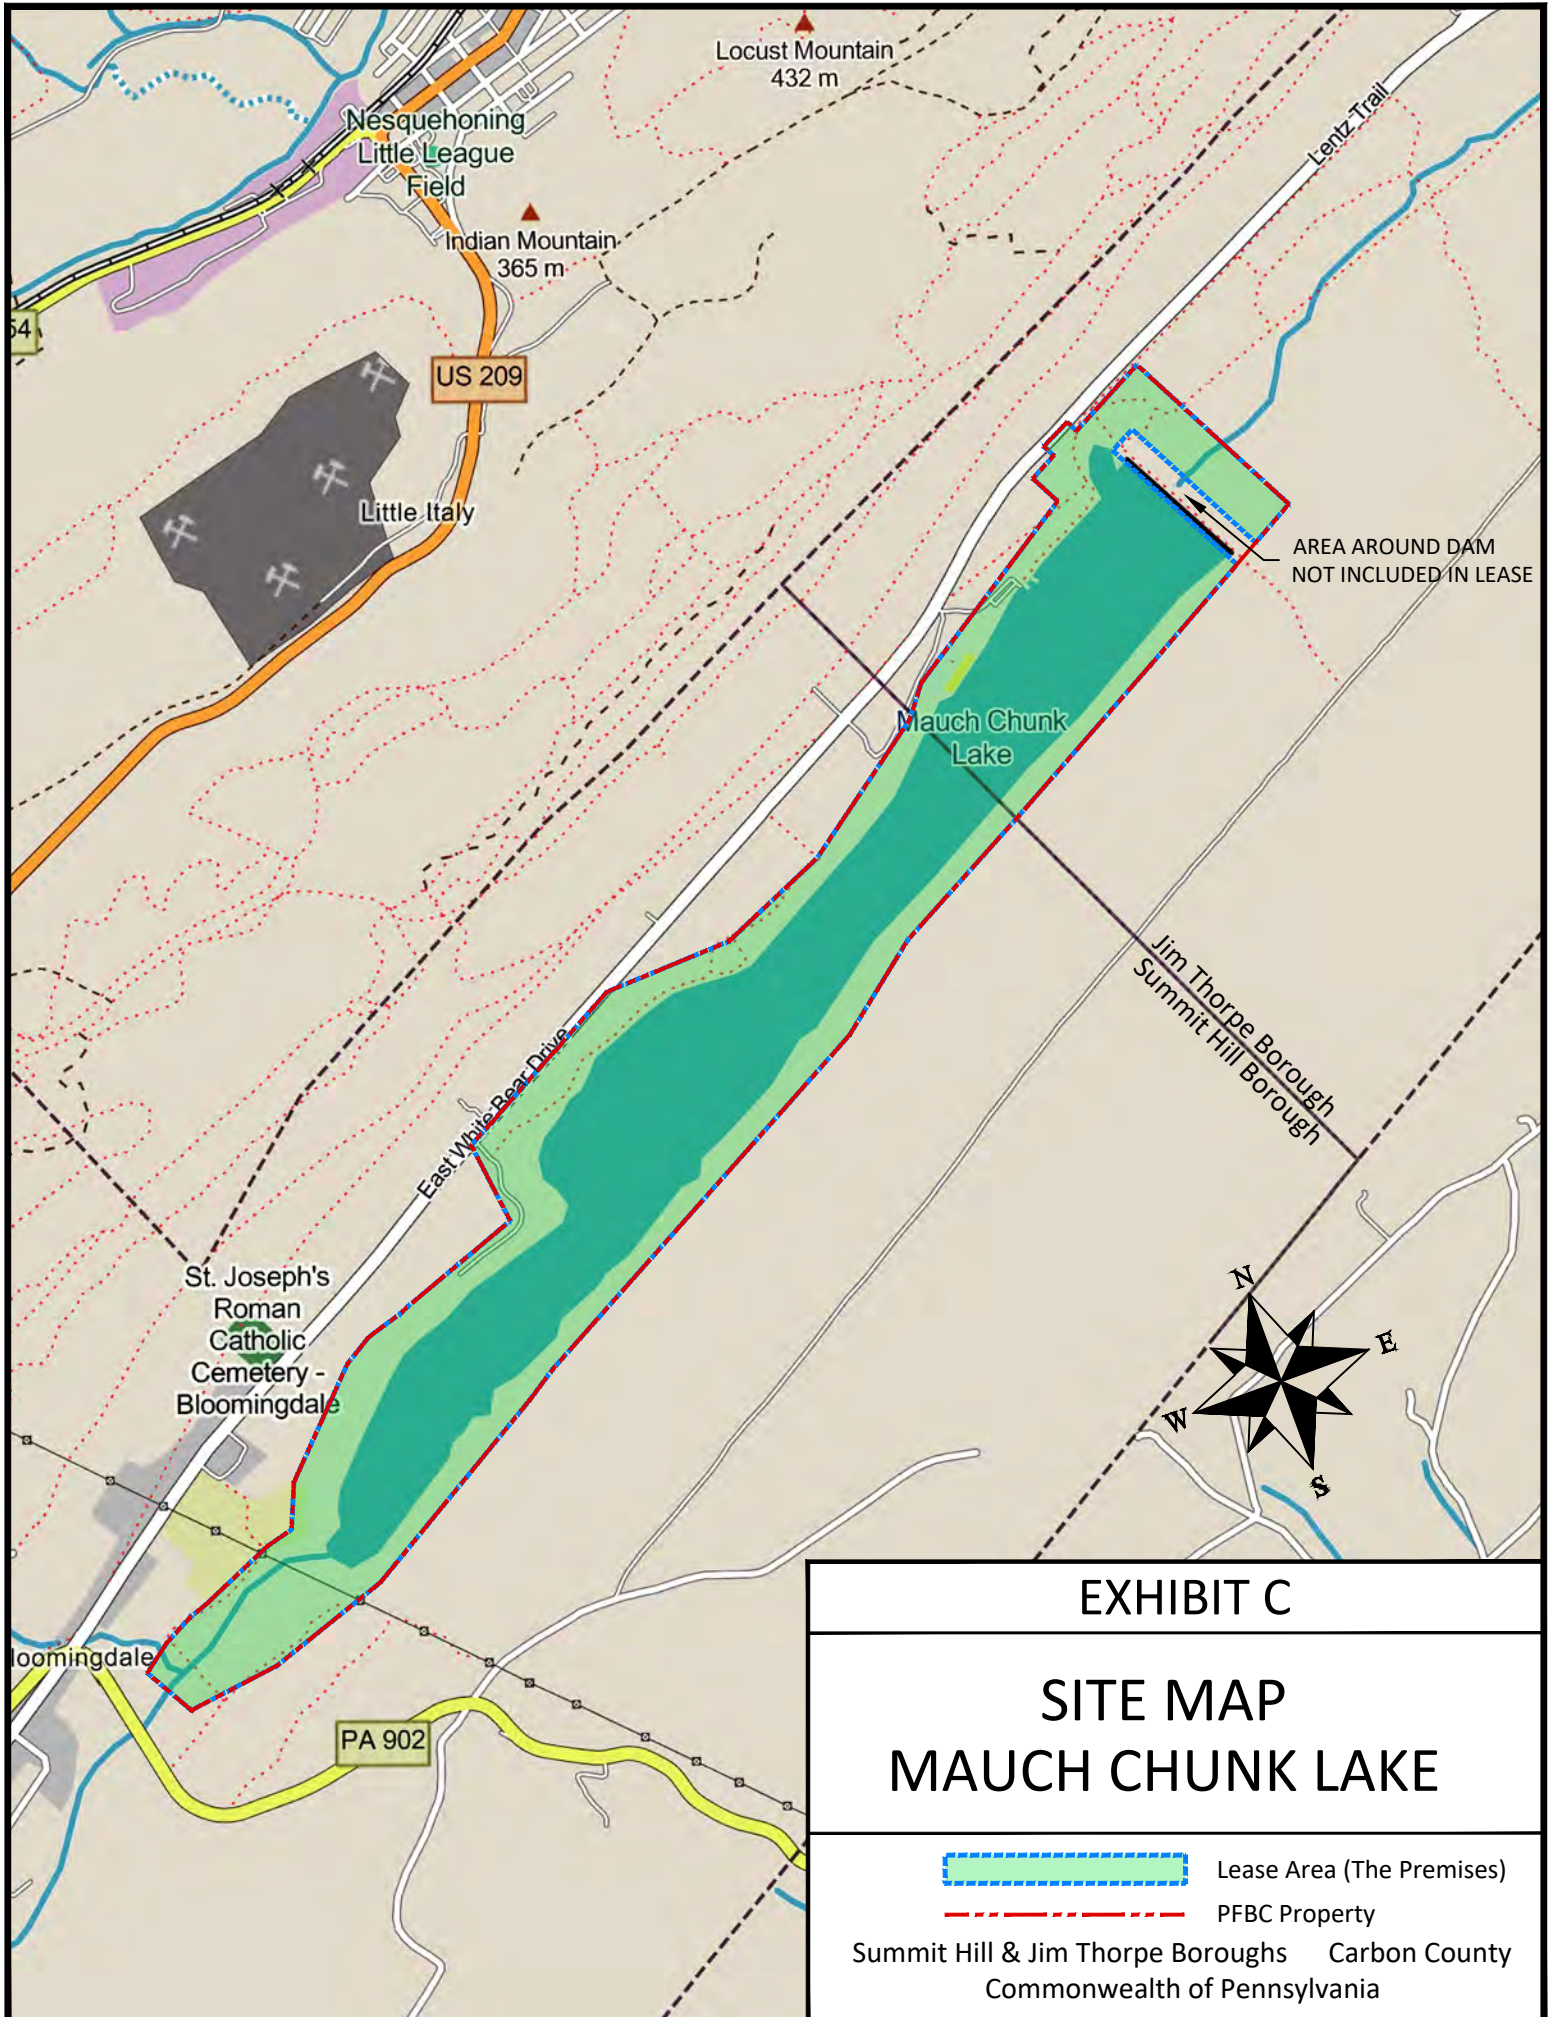 Locust Mountain
432 m
Lentz Trail
Nesquehoning
Little League
Field
Indian Mountain
365 m
54
US 209
Little Italy
AREA AROUND DAM
NOT INCLUDED IN LEASE
Mauch Chunk
Lake
Jim Thorpe Borough
Summit Hill Borough
East White Bear Drive
St. Joseph's
Roman
Catholic
Cemetery -
Bloomingdale
N
E
W
S
loomingdale
PA 902
EXHIBIT C
SITE MAP
MAUCH CHUNK LAKE
Lease Area (The Premises)
PFBC Property
Summit Hill & Jim Thorpe Boroughs Carbon County
Commonwealth of Pennsylvania